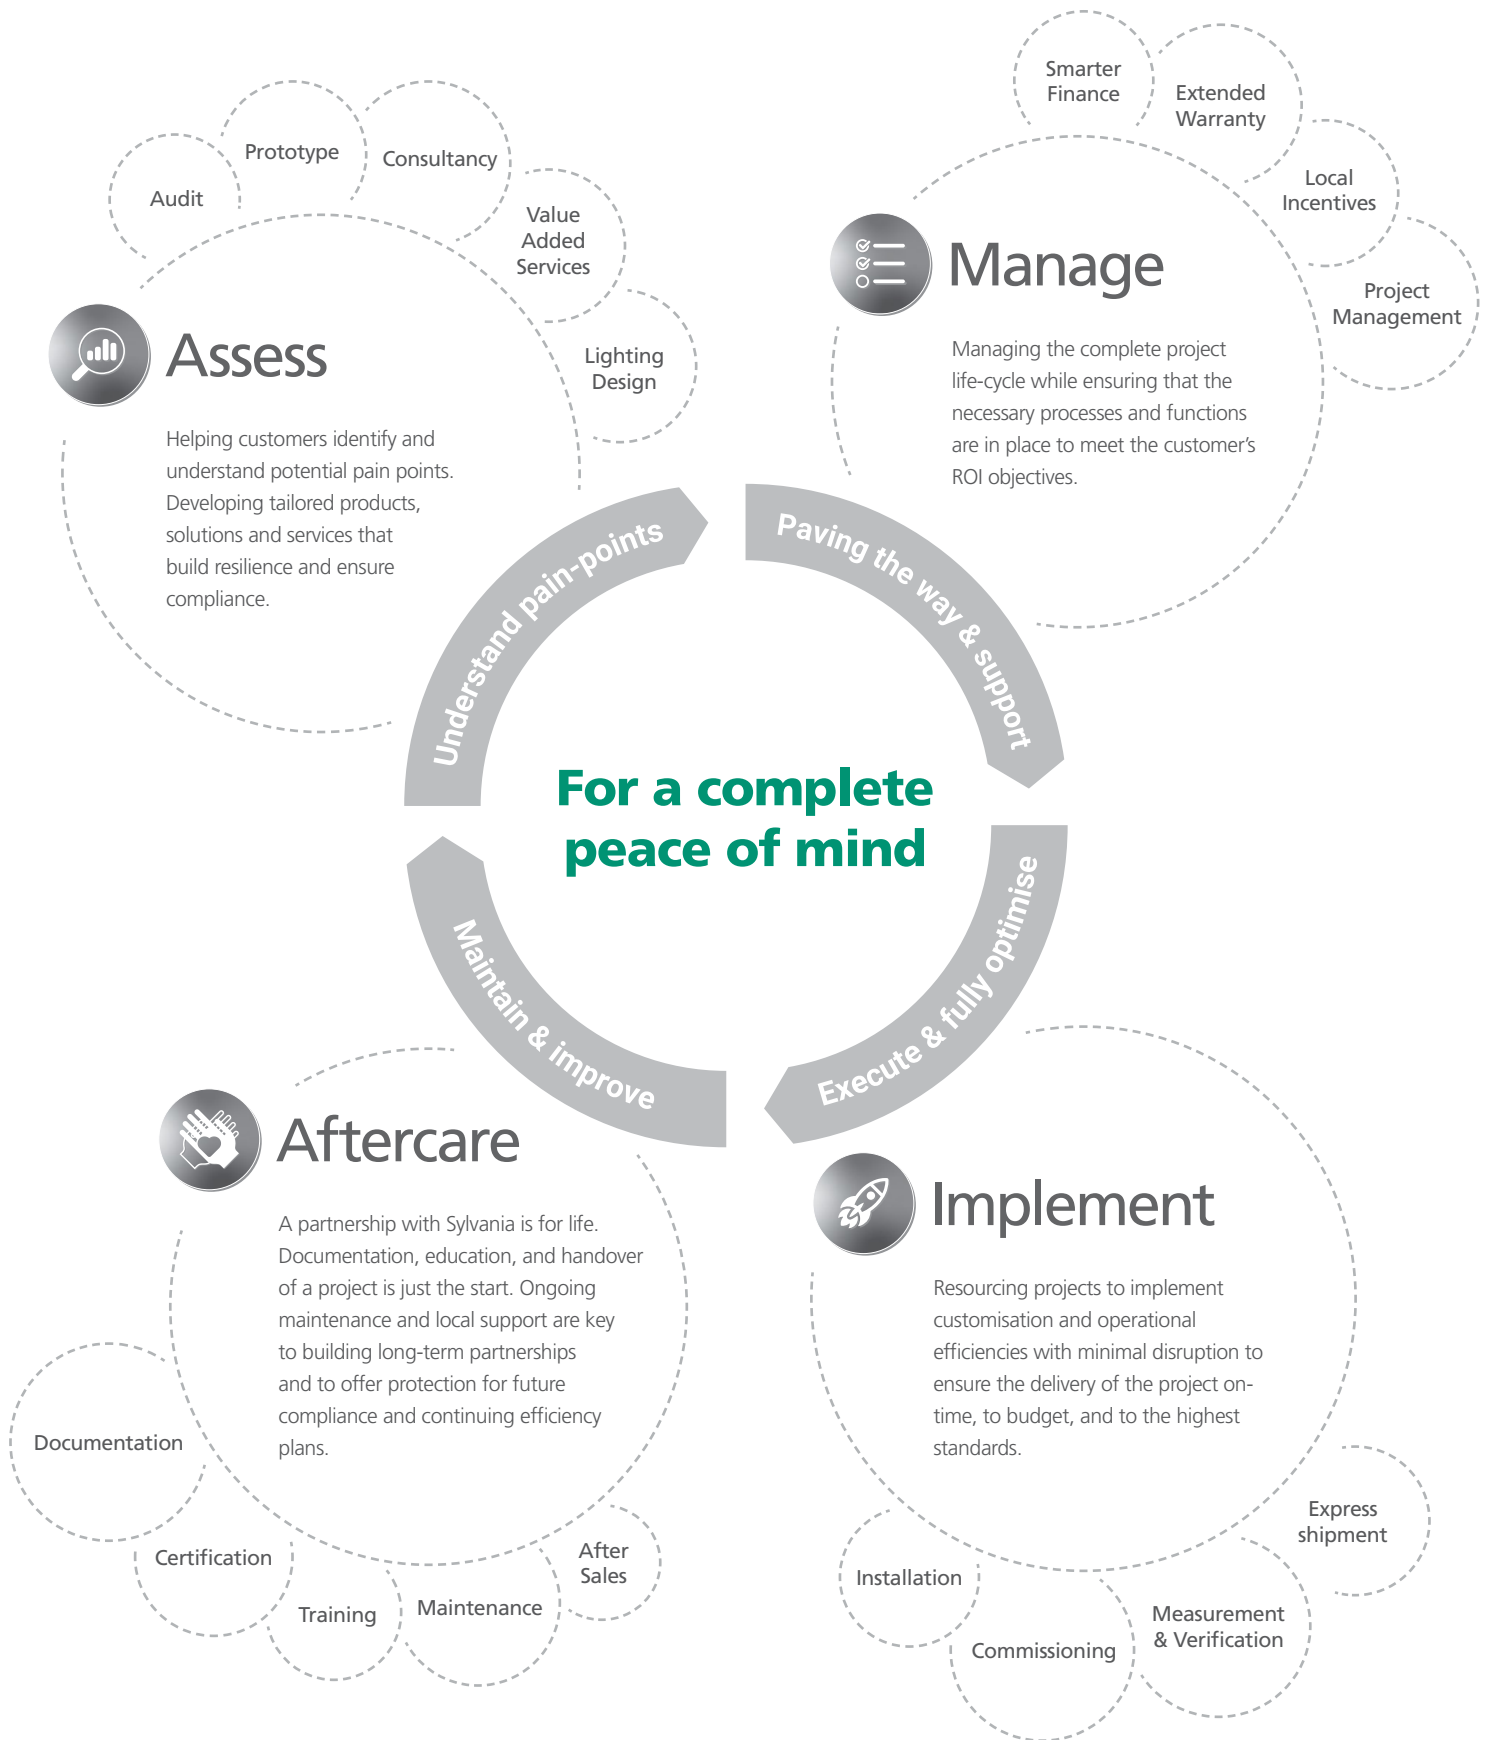 Audit
Prototype
Consultancy
Value
Added
Services
Lighting
Design
Assess
Helping customers identify and
understand potential pain points.
Developing tailored products,
solutions and services that
build resilience and ensure
compliance.
Smarter
Finance
Extended
Warranty
Local
Incentives
Project
Management
Manage
Managing the complete project
life-cycle while ensuring that the
necessary processes and functions
are in place to meet the customer’s
ROI objectives.
Understand pain-points
Paving the way & support
For a complete
peace of mind
Maintain & improve
Execute & fully optimise
Aftercare
A partnership with Sylvania is for life.
Documentation, education, and handover
of a project is just the start. Ongoing
maintenance and local support are key
to building long-term partnerships
and to offer protection for future
compliance and continuing efficiency
plans.
Documentation
Certification
Training
Maintenance
After
Sales
Implement
Resourcing projects to implement
customisation and operational
efficiencies with minimal disruption to
ensure the delivery of the project on-
time, to budget, and to the highest
standards.
Installation
Commissioning
Measurement
& Verification
Express
shipment